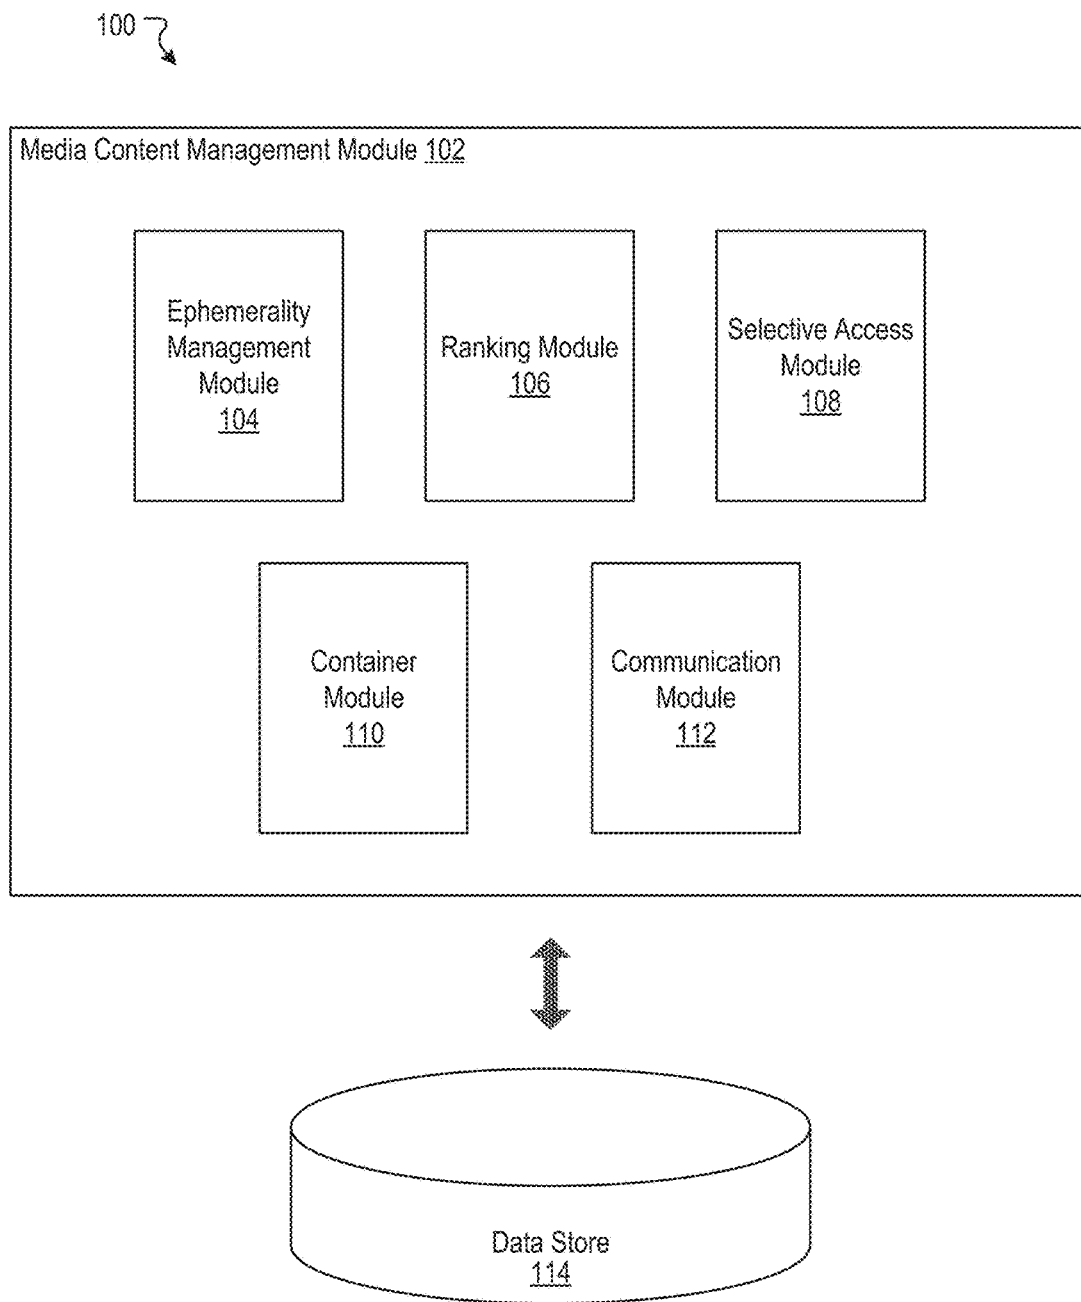 100
Media Content Management Module 102
Ephemerality
Management
Module
104
Ranking Module
106
Selective Access
Module
108
Container
Module
110
Communication
Module
112
Data Store
114